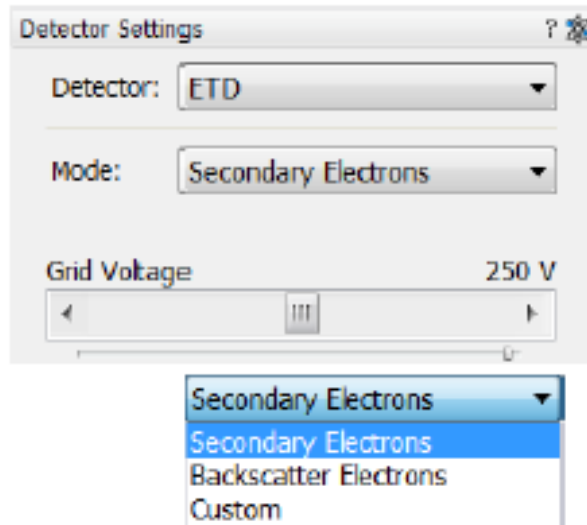 Detector Settings ?
Detector: ETD
Mode: Secondary Electrons
Grid Voltage 250 V
Secondary Electrons
Secondary Electrons
Backscatter Electrons
Custom